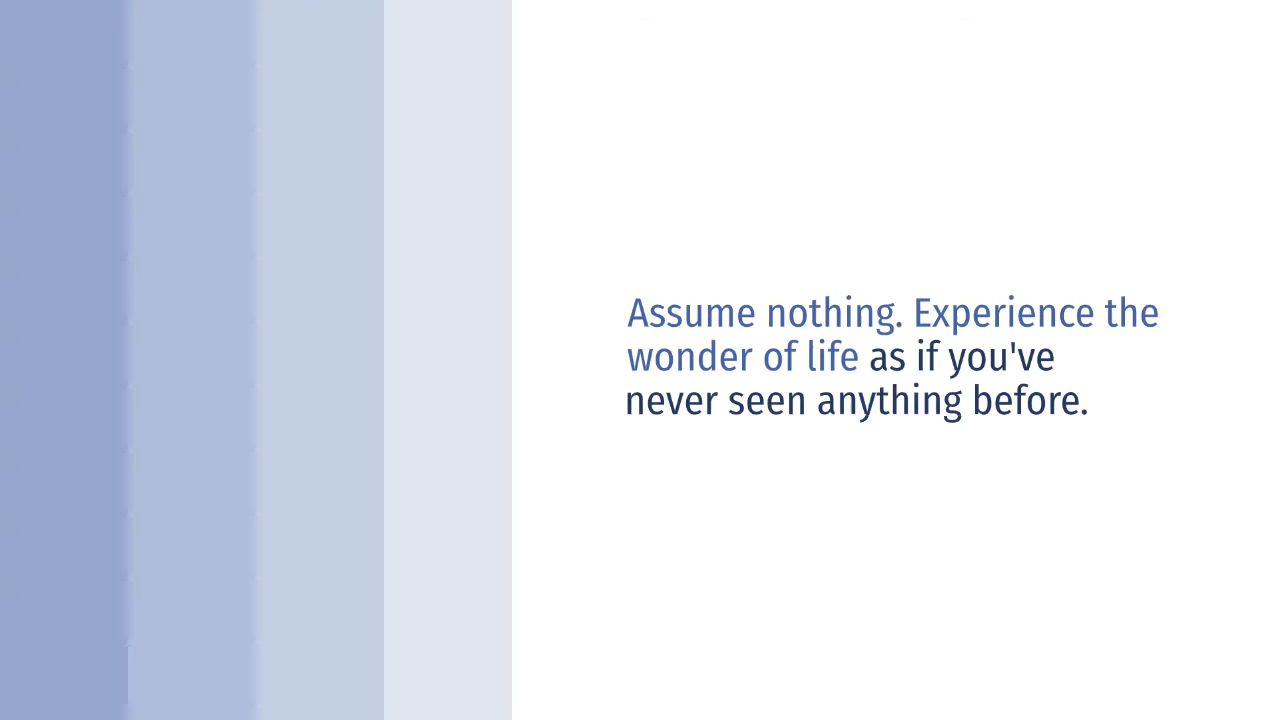 Assume nothing. Experience the
wonder of life as if you've
never seen anything before.